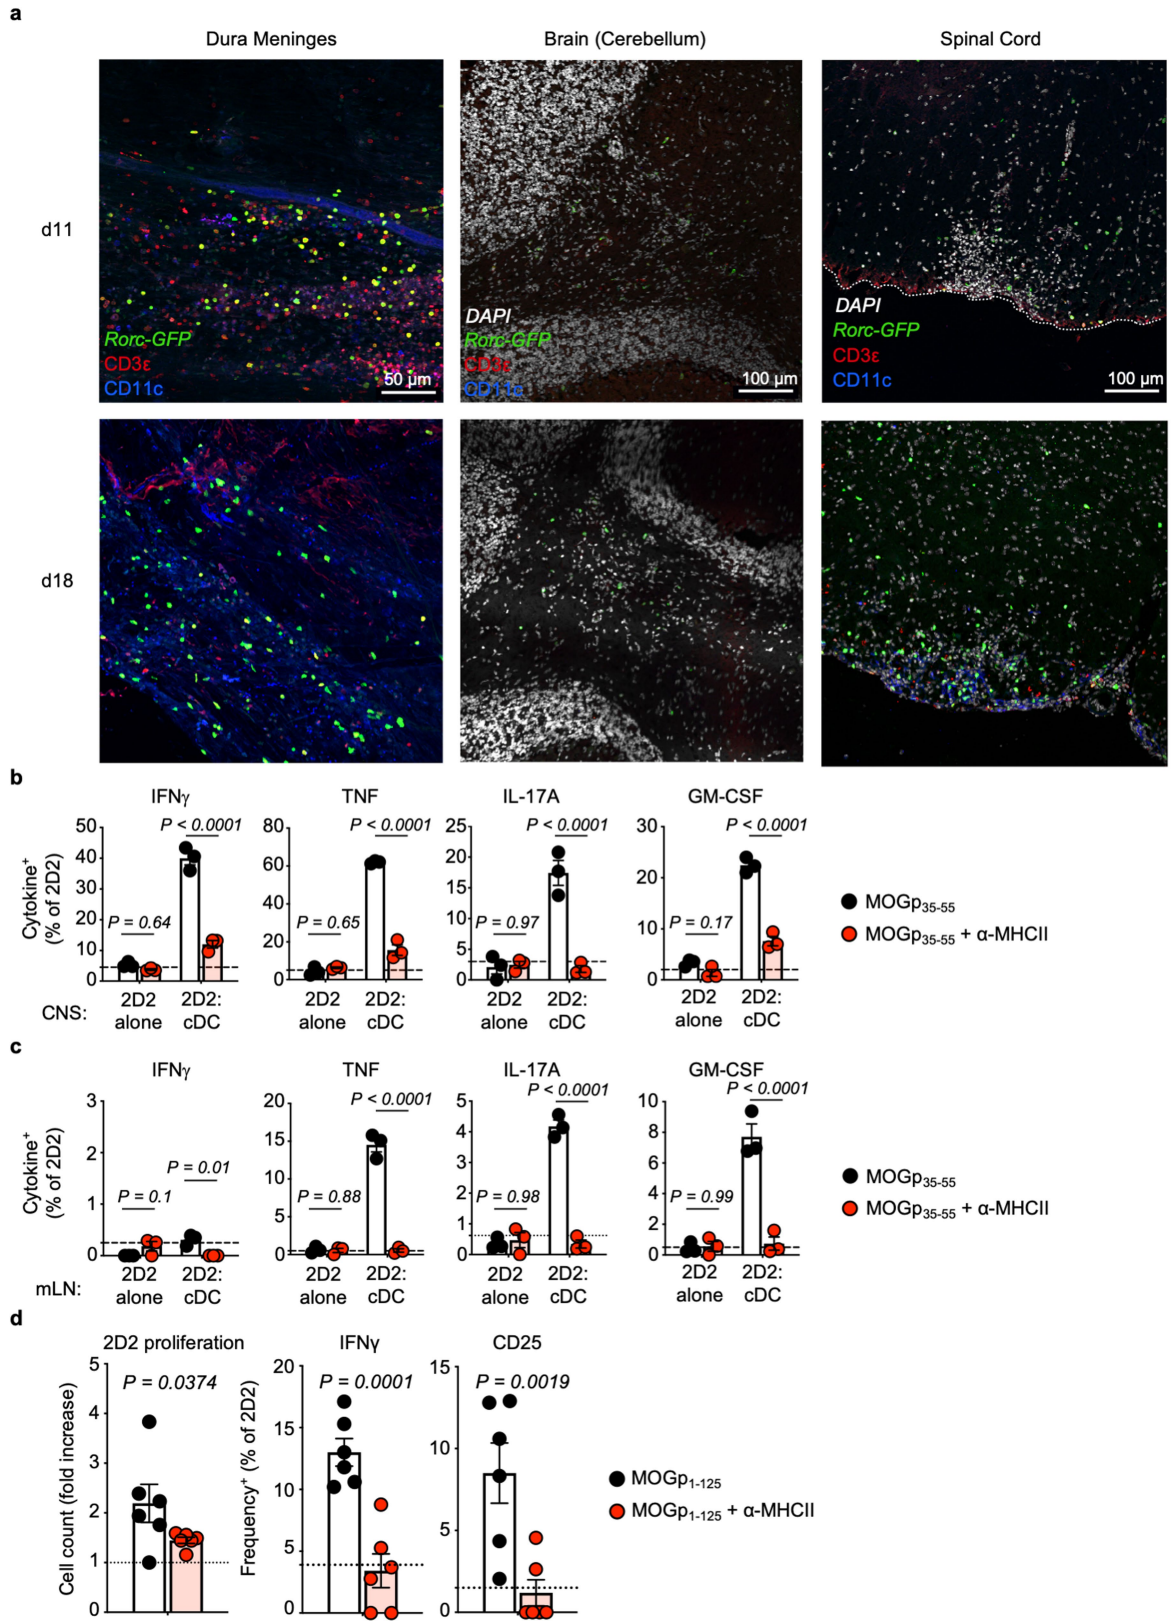 a
Dura Meninges
Brain (Cerebellum)
Spinal Cord
d11
Rorc-GFP
CD3ε
CD11c
50 μm
DAPI
Rorc-GFP
CD3ε
CD11c
100 μm
DAPI
Rorc-GFP
CD3ε
CD11c
100 μm
d18
b
IFNγ
TNF
IL-17A
GM-CSF
Cytokine⁺
(% of 2D2)
50
40
30
20
10
0
P < 0.0001
P = 0.64
80
60
40
20
0
P < 0.0001
P = 0.65
25
20
15
10
5
0
P < 0.0001
P = 0.97
30
20
10
0
P < 0.0001
P = 0.17
MOGp35-55
MOGp35-55 + α-MHCII
CNS:
2D2
alone
2D2:
cDC
2D2
alone
2D2:
cDC
2D2
alone
2D2:
cDC
2D2
alone
2D2:
cDC
c
IFNγ
TNF
IL-17A
GM-CSF
Cytokine⁺
(% of 2D2)
3
2
1
0
P = 0.01
P = 0.1
20
15
10
5
0
P < 0.0001
P = 0.88
5
4
3
2
1
0
P < 0.0001
P = 0.98
10
8
6
4
2
0
P < 0.0001
P = 0.99
MOGp35-55
MOGp35-55 + α-MHCII
mLN:
2D2
alone
2D2:
cDC
2D2
alone
2D2:
cDC
2D2
alone
2D2:
cDC
2D2
alone
2D2:
cDC
d
2D2 proliferation
IFNγ
CD25
Cell count (fold increase)
5
4
3
2
1
0
P = 0.0374
Frequency⁺ (% of 2D2)
20
15
10
5
0
P = 0.0001
15
10
5
0
P = 0.0019
MOGp1-125
MOGp1-125 + α-MHCII